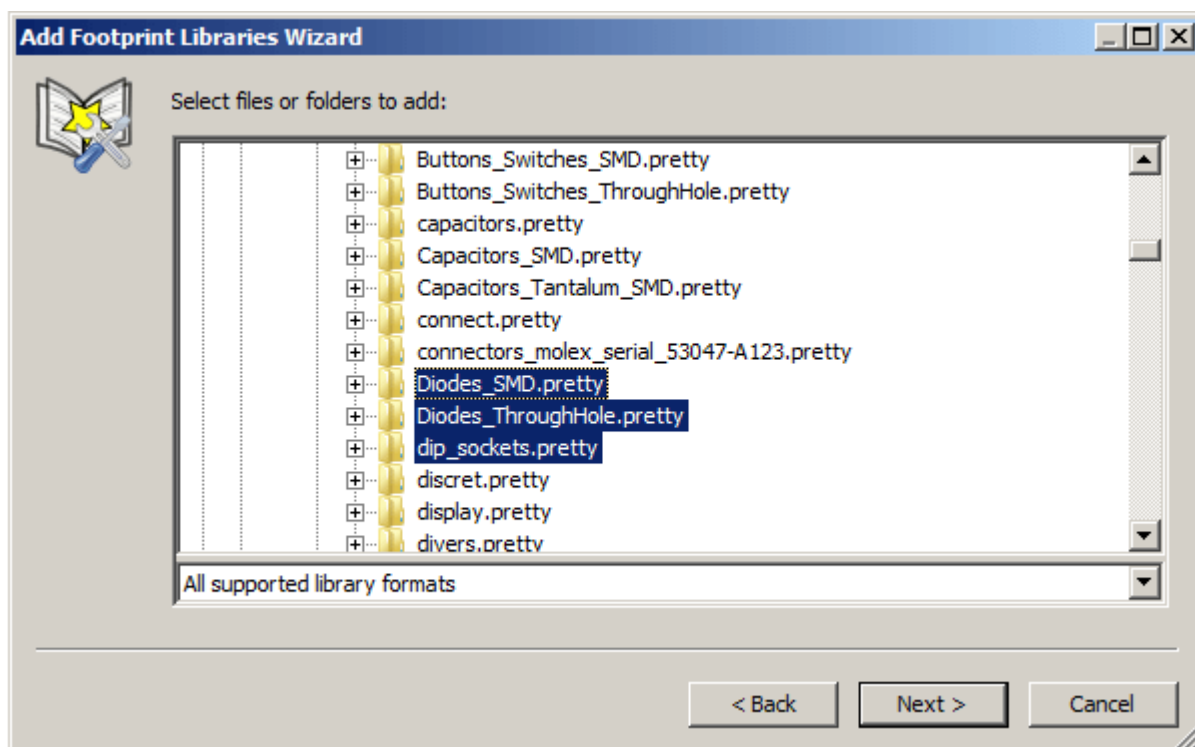 Add Footprint Libraries Wizard
Select files or folders to add:
Buttons_Switches_SMD.pretty
Buttons_Switches_ThroughHole.pretty
capacitors.pretty
Capacitors_SMD.pretty
Capacitors_Tantalum_SMD.pretty
connect.pretty
connectors_molex_serial_53047-A123.pretty
Diodes_SMD.pretty
Diodes_ThroughHole.pretty
dip_sockets.pretty
discret.pretty
display.pretty
divers.pretty
All supported library formats
< Back Next > Cancel